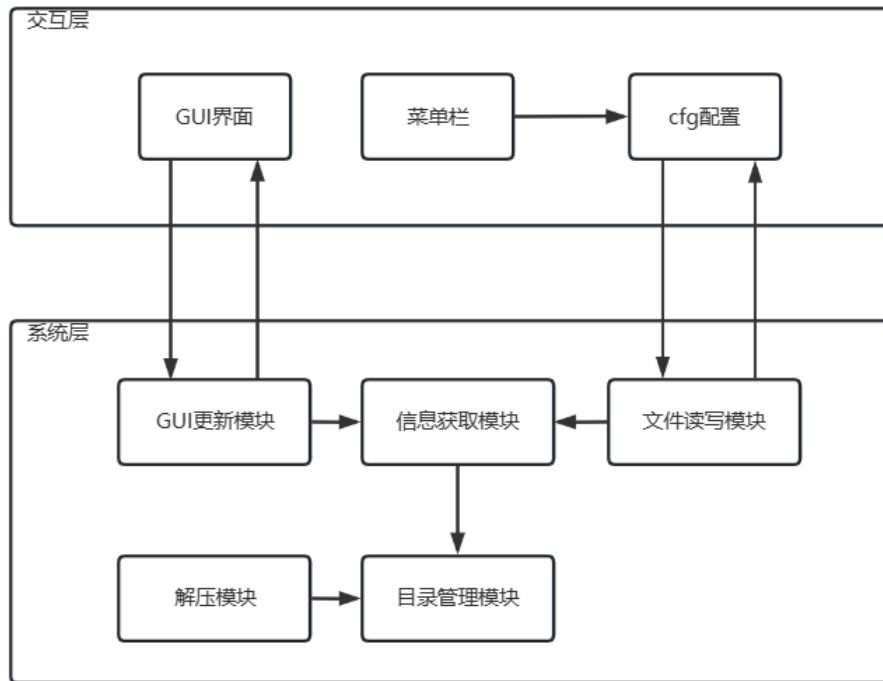 交互层
GUI界面
菜单栏
cfg配置
系统层
GUI更新模块
信息获取模块
文件读写模块
解压模块
目录管理模块